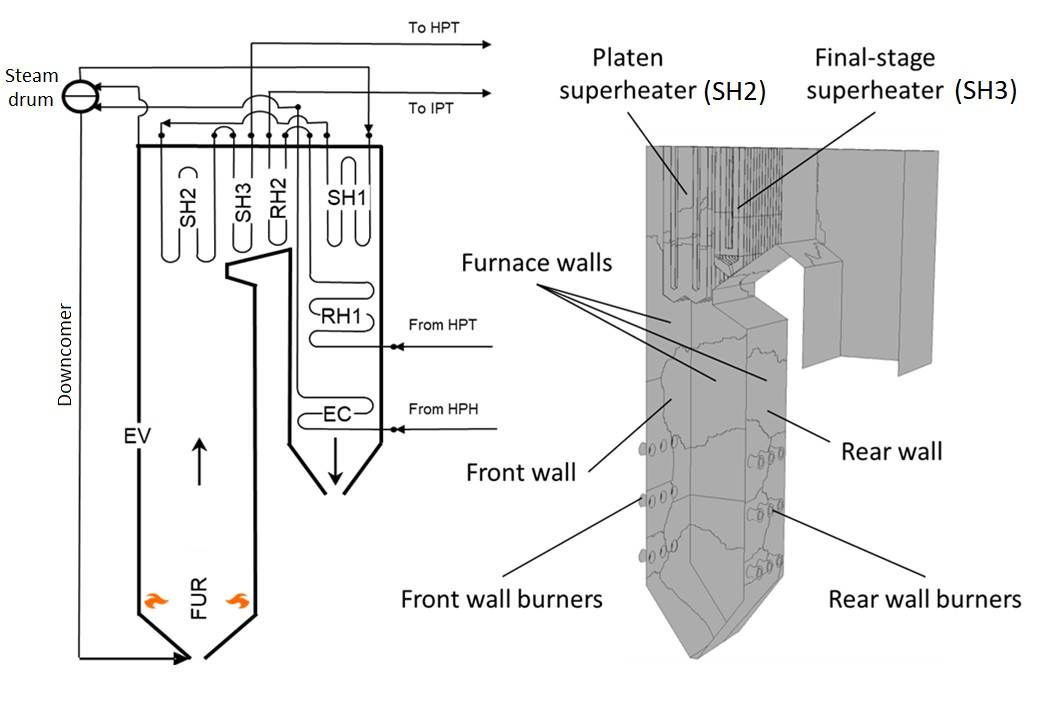 To HPT
Steam
drum
To IPT
SH2
SH3
RH2
SH1
RH1
From HPT
Downcomer
EC
From HPH
EV
FUR
Platen
superheater (SH2)
Final-stage
superheater (SH3)
Furnace walls
Front wall
Rear wall
Front wall burners
Rear wall burners